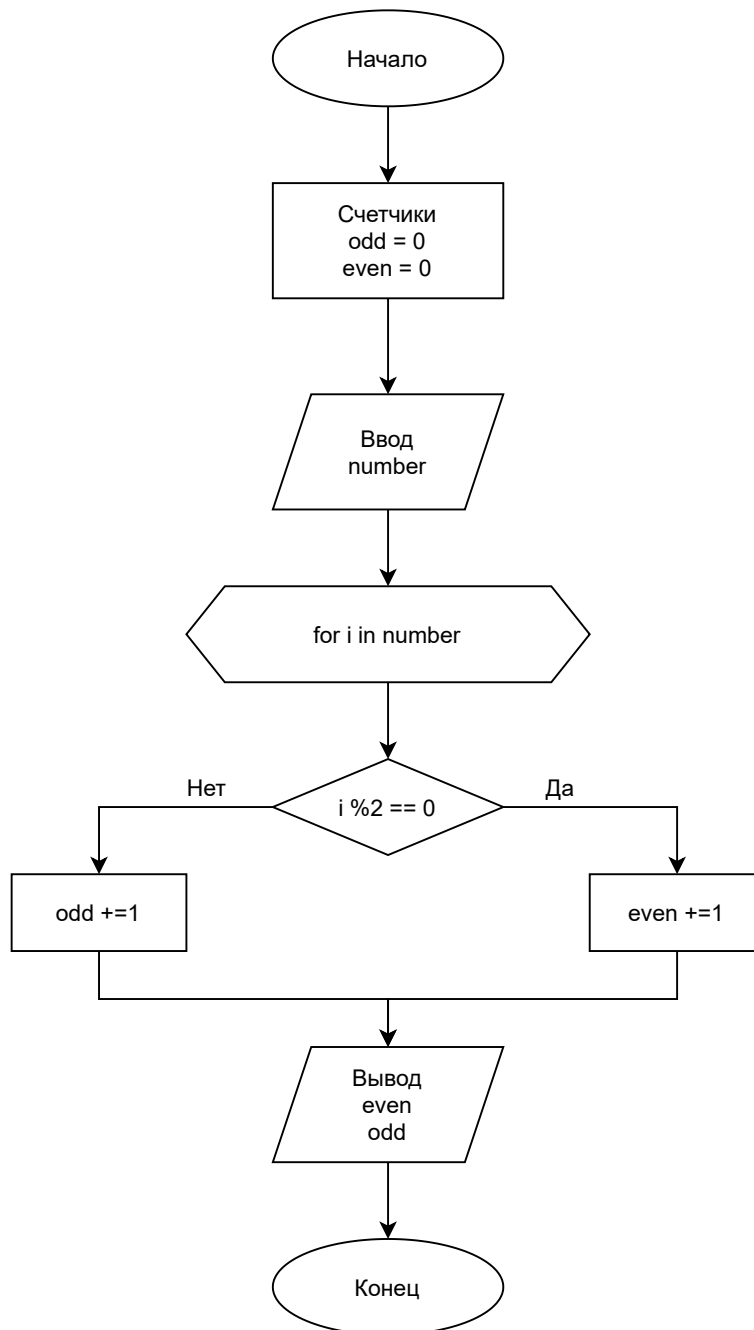 Начало
Счетчики
odd = 0
even = 0
Ввод
number
for i in number
Нет
i %2 == 0
Да
odd +=1
even +=1
Вывод
even
odd
Конец